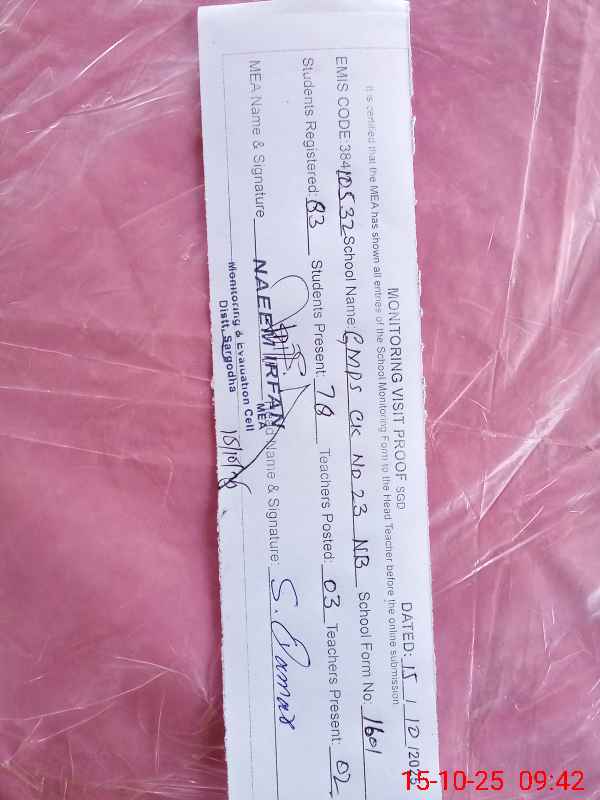 MONITORING VISIT PROOF SGD DATED: 15 / 10 /2025
It is certified that the MEA has shown all entries of the School Monitoring Form to the Head Teacher before the online submission.
EMIS CODE:38410532 School Name: GMPS CK NO 23 NB School Form No: 1601
Students Registered: 83 Students Present: 78 Teachers Posted: 03 Teachers Present: 02
MEA Name & Signature Name & Signature:
NAEEM IRFAN
MEA
Monitoring & Evaluation Cell
Distt. Sargodha
15/10/25
15-10-25 09:42